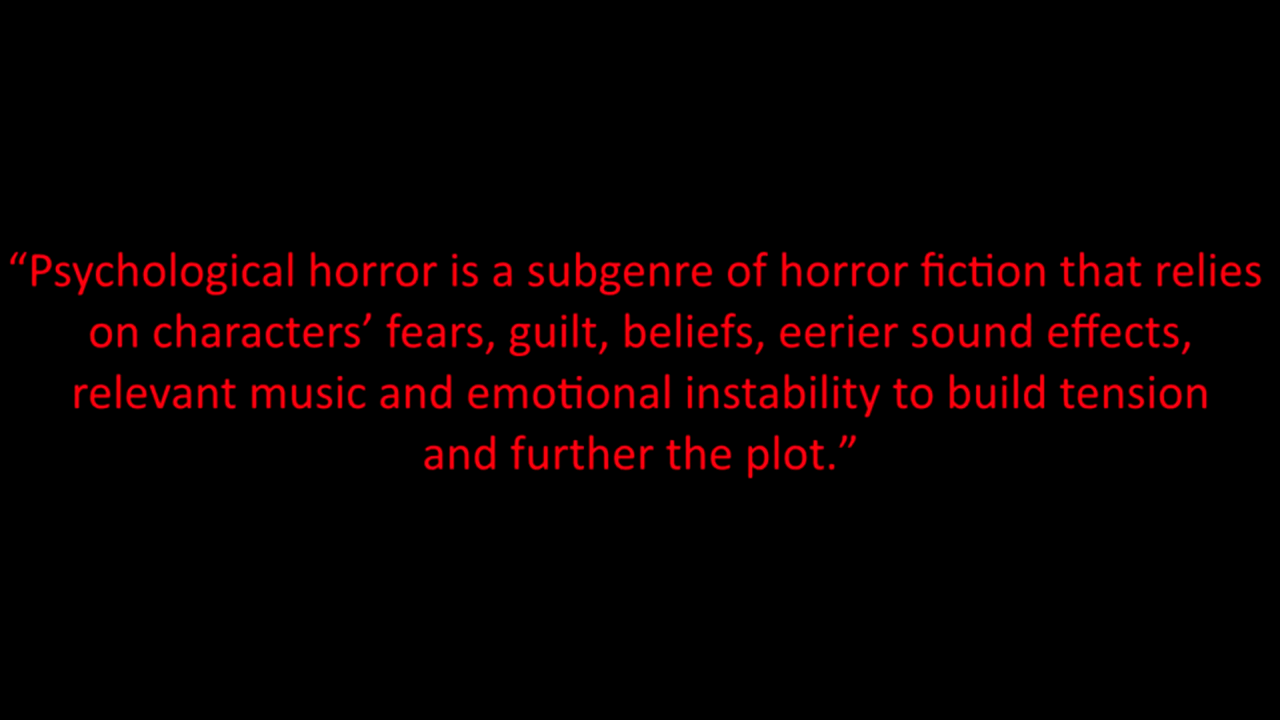 “Psychological horror is a subgenre of horror fiction that relies
on characters’ fears, guilt, beliefs, eerier sound effects,
relevant music and emotional instability to build tension
and further the plot.”